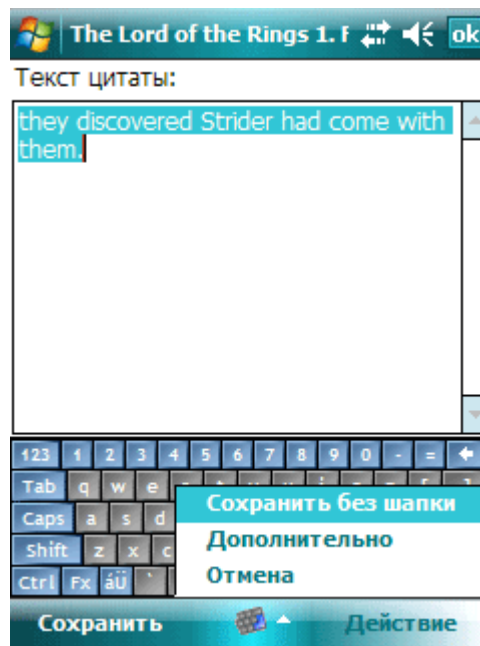 The Lord of the Rings 1. F
ok
Текст цитаты:
they discovered Strider had come with
them.
123 1 2 3 4 5 6 7 8 9 0 - =
Tab q w e
Caps a s d
Shift z x c
Ctrl Fx áü `
Сохранить без шапки
Дополнительно
Отмена
Сохранить
Действие